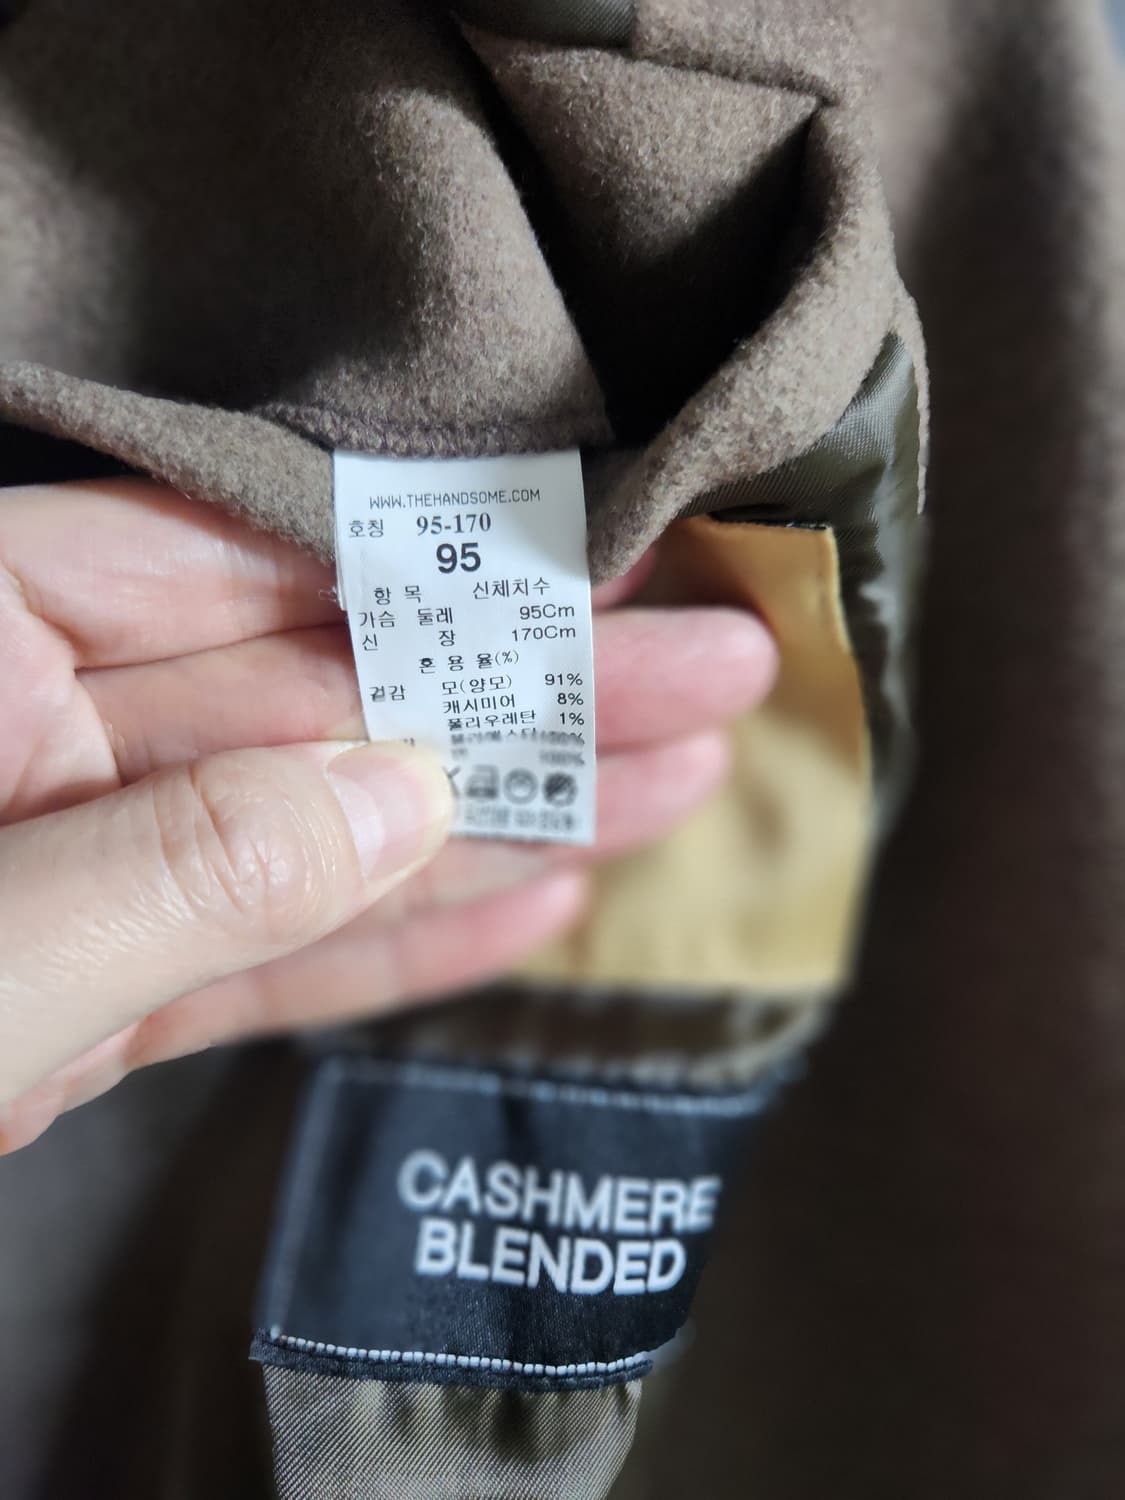 WWW.THEHANDSOME.COM
호칭 95-170
95
항 목 신체치수
가슴 둘레 95Cm
신 장 170Cm
혼 용 율(%)
겉감 모(양모) 91%
캐시미어 8%
폴리우레탄 1%
100%
CASHMERE
BLENDED